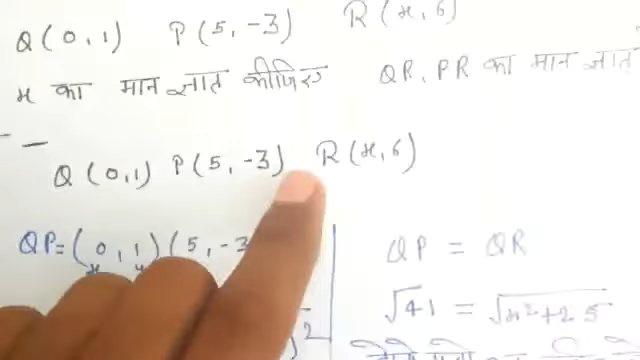 Q(0,1) P(5,-3) R(x,6)
x का मान ज्ञात कीजिए QR, PR का मान ज्ञात
Q(0,1) P(5,-3) R(x,6)
QP=(0,1)(5,-3
QP = QR
√41 = √x²+25